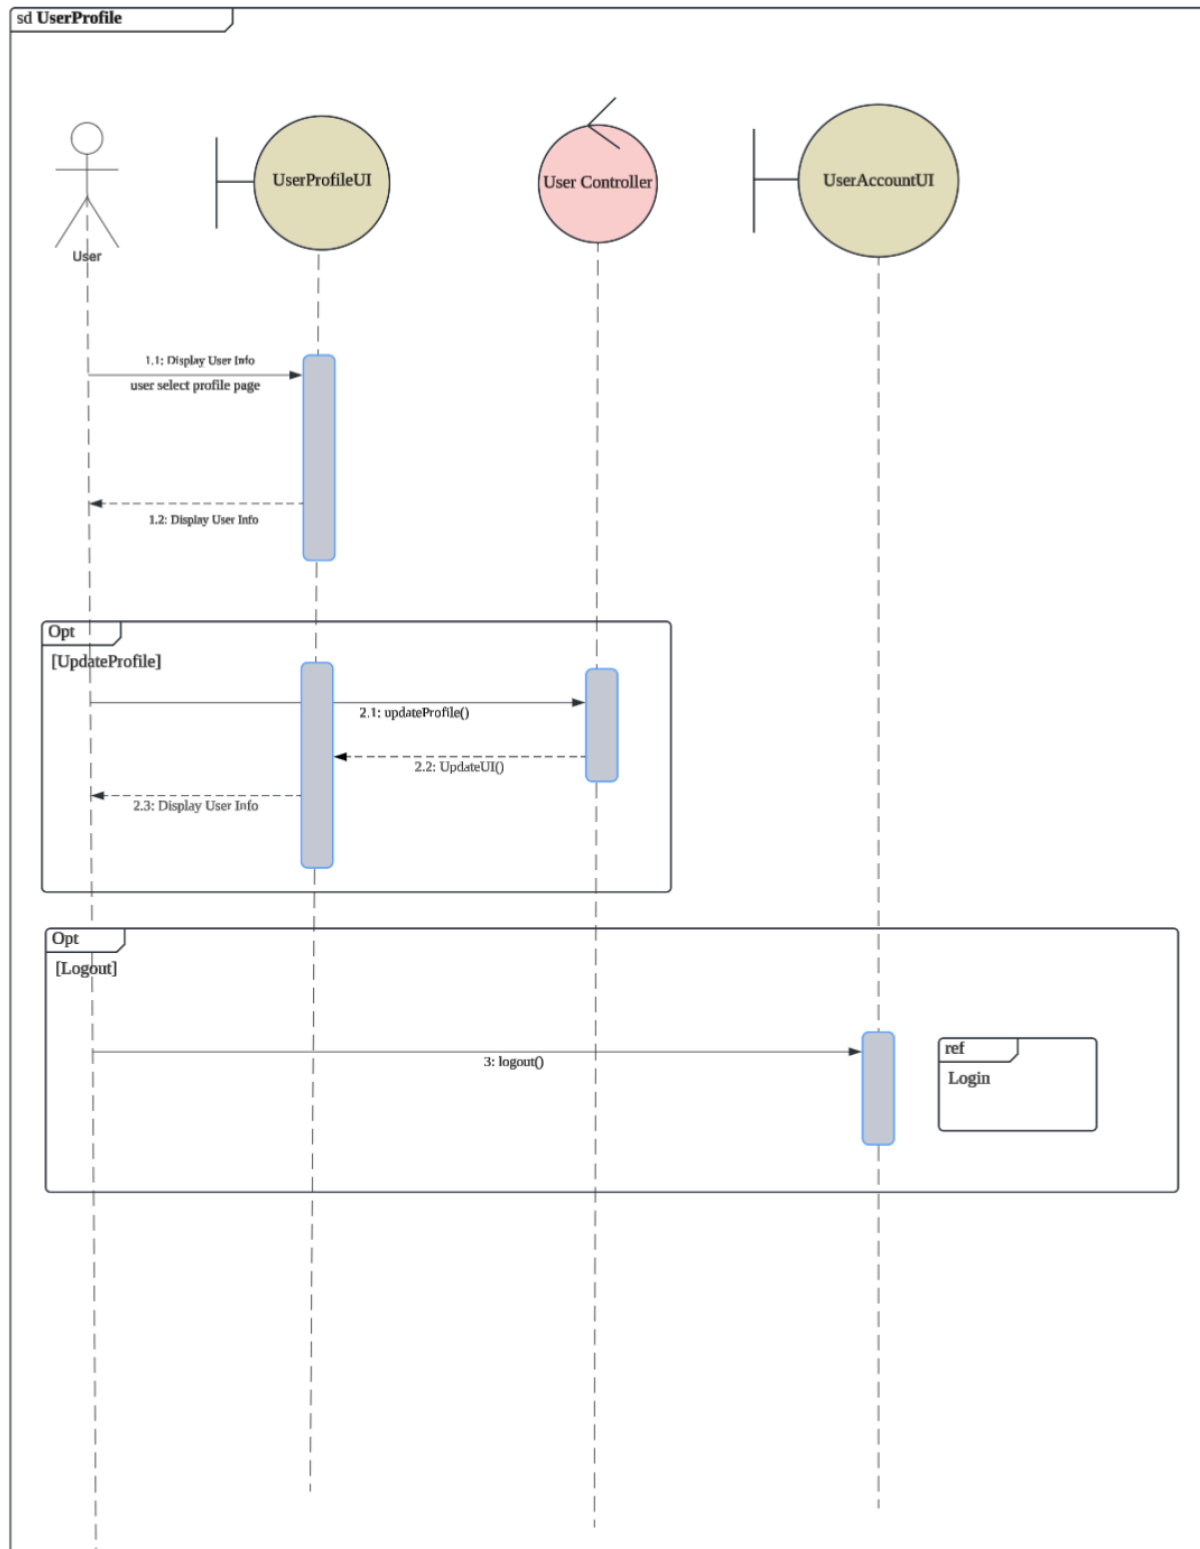 sd UserProfile
UserProfileUI
User Controller
UserAccountUI
User
1.1: Display User Info
user select profile page
1.2: Display User Info
Opt
[UpdateProfile]
2.1: updateProfile()
2.2: UpdateUI()
2.3: Display User Info
Opt
[Logout]
3: logout()
ref
Login